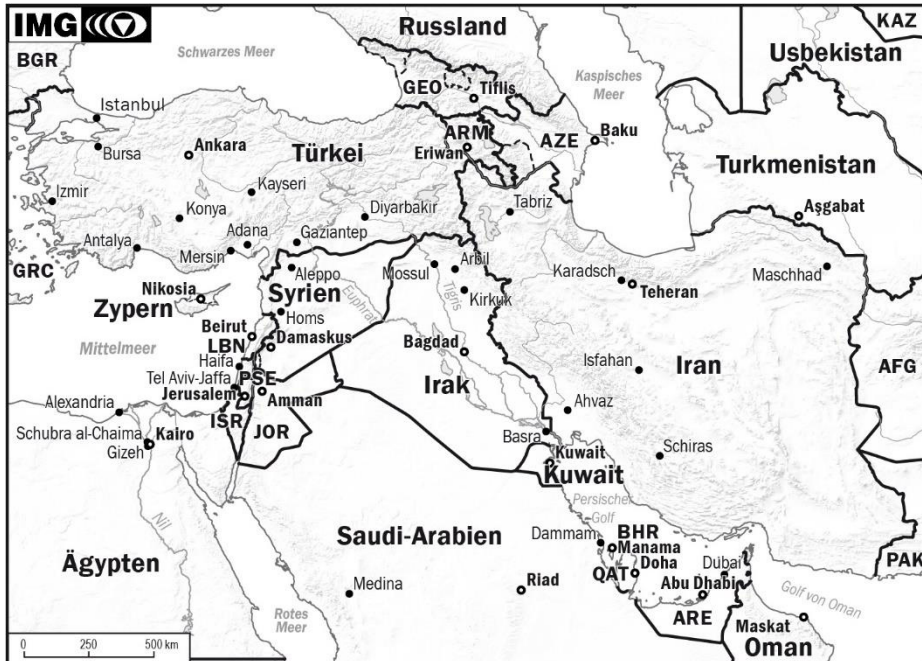 IMG
Russland
KAZ
BGR
Schwarzes Meer
Kaspisches
Meer
Usbekistan
GEO
Tiflis
Istanbul
ARM
AZE
Baku
Bursa
Ankara
Türkei
Eriwan
Turkmenistan
Izmir
Kayseri
Konya
Diyarbakır
Tabriz
Aşgabat
Antalya
Adana
Gaziantep
Mersin
GRC
Aleppo
Mossul
Arbil
Karadsch
Teheran
Maschhad
Nikosia
Zypern
Syrien
Euphrat
Tigris
Kirkuk
Homs
Beirut
LBN
Damaskus
Bagdad
Mittelmeer
Haifa
Isfahan
Iran
AFG
Tel Aviv-Jaffa
PSE
Jerusalem
Amman
Irak
Alexandria
ISR
JOR
Ahvaz
Schubra al-Chaima
Kairo
Gizeh
Basra
Kuwait
Kuwait
Schiras
Nil
Persischer
Golf
Saudi-Arabien
Dammam
BHR
Manama
Ägypten
QAT
Doha
Dubai
PAK
Medina
Riad
Abu Dhabi
Golf von Oman
Rotes
Meer
ARE
Maskat
Oman
0 250 500 km